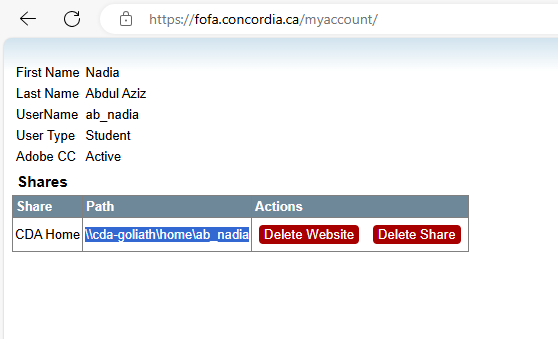 https://fofa.concordia.ca/myaccount/
First Name Nadia
Last Name Abdul Aziz
UserName ab_nadia
User Type Student
Adobe CC Active
Shares
Share Path Actions
CDA Home \\cda-goliath\home\ab_nadia Delete Website Delete Share